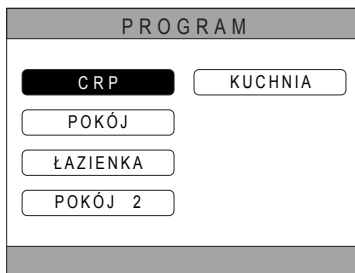 PROGRAM
CRP
KUCHNIA
POKÓJ
ŁAZIENKA
POKÓJ 2